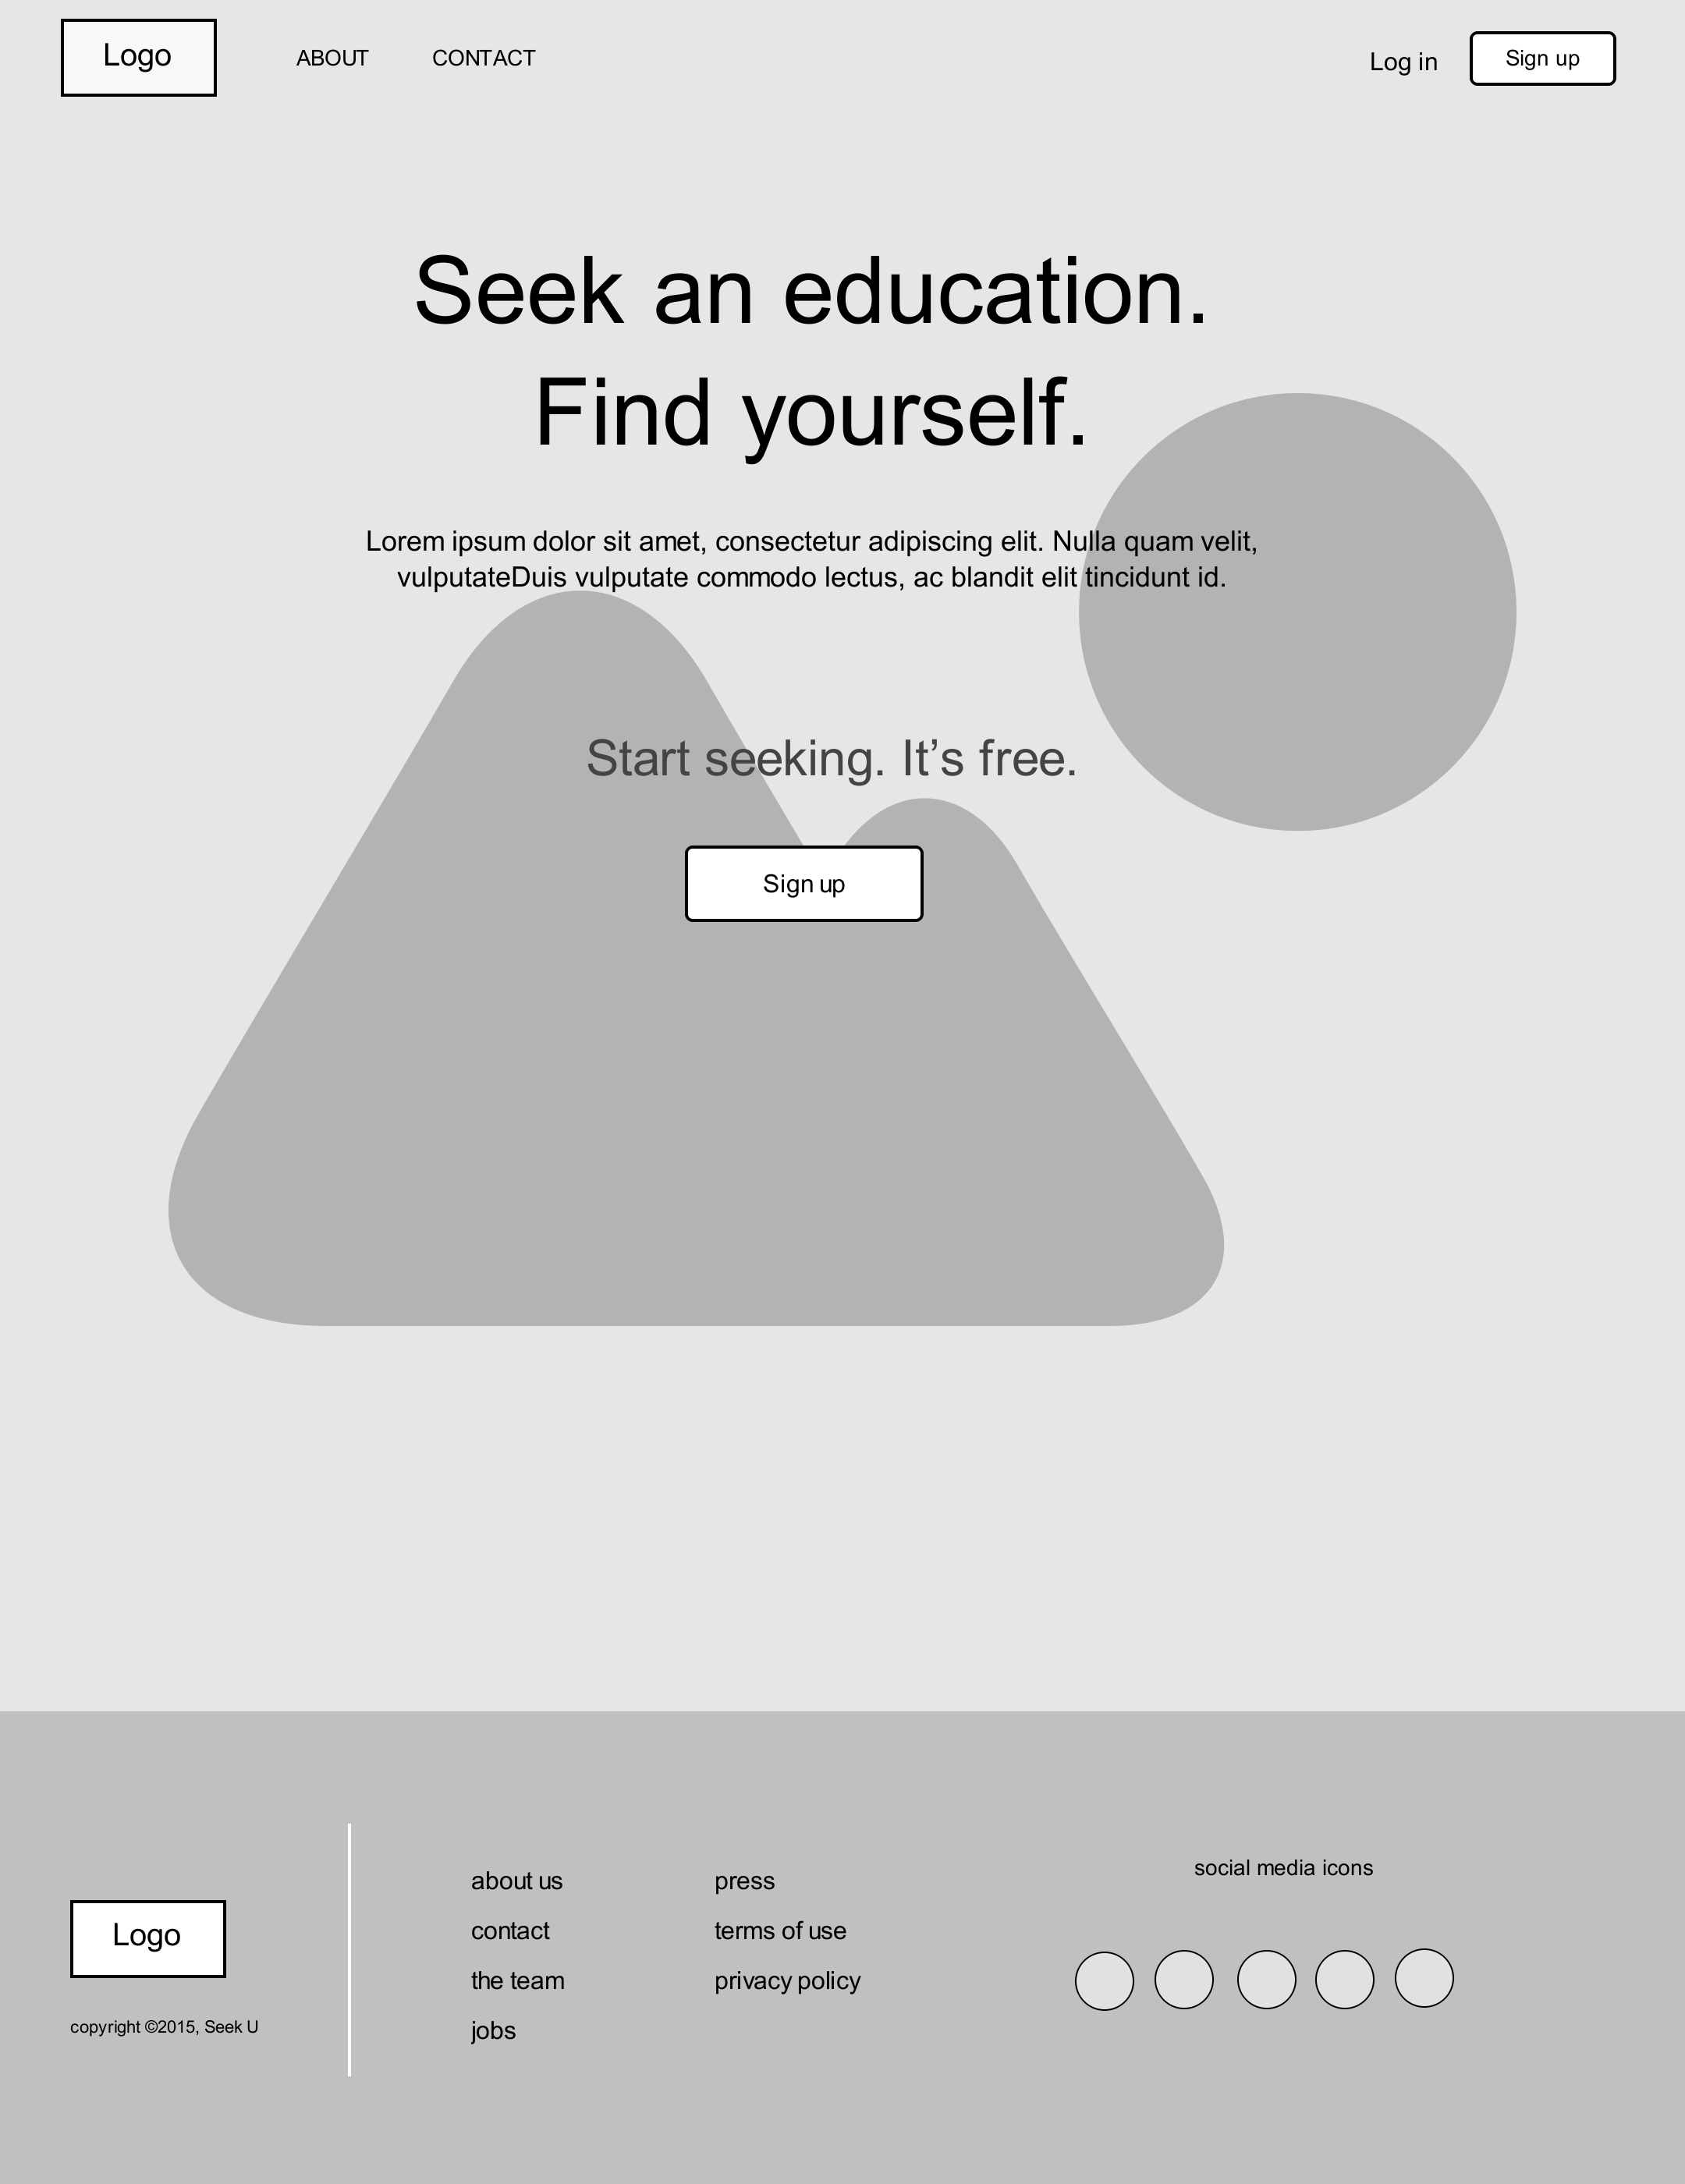 Logo
ABOUT
CONTACT
Log in
Sign up
Seek an education.
Find yourself.
Lorem ipsum dolor sit amet, consectetur adipiscing elit. Nulla quam velit,
vulputateDuis vulputate commodo lectus, ac blandit elit tincidunt id.
Start seeking. It’s free.
Sign up
Logo
copyright ©2015, Seek U
about us
contact
the team
jobs
press
terms of use
privacy policy
social media icons